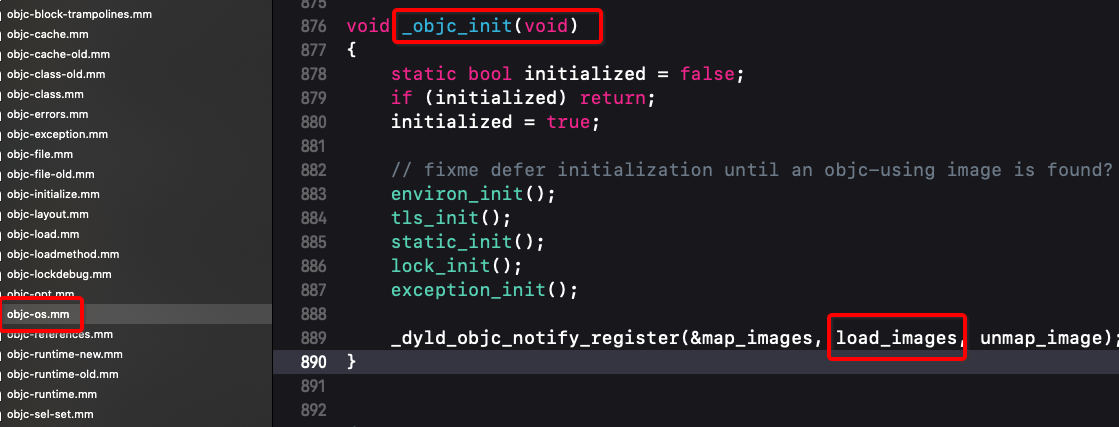 objc-block-trampolines.mm
objc-cache.mm
objc-cache-old.mm
objc-class-old.mm
objc-class.mm
objc-errors.mm
objc-exception.mm
objc-file.mm
objc-file-old.mm
objc-initialize.mm
objc-layout.mm
objc-load.mm
objc-loadmethod.mm
objc-lockdebug.mm
objc-opt.mm
objc-os.mm
objc-references.mm
objc-runtime-new.mm
objc-runtime-old.mm
objc-runtime.mm
objc-sel-set.mm
875
876 void _objc_init(void)
877 {
878     static bool initialized = false;
879     if (initialized) return;
880     initialized = true;
881
882     // fixme defer initialization until an objc-using image is found?
883     environ_init();
884     tls_init();
885     static_init();
886     lock_init();
887     exception_init();
888
889     _dyld_objc_notify_register(&map_images, load_images, unmap_image);
890 }
891
892